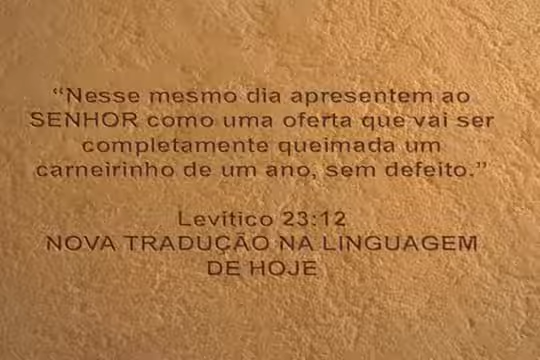 “Nesse mesmo dia apresentem ao
SENHOR como uma oferta que vai ser
completamente queimada um
carneirinho de um ano, sem defeito.”
Levítico 23:12
NOVA TRADUÇÃO NA LINGUAGEM
DE HOJE